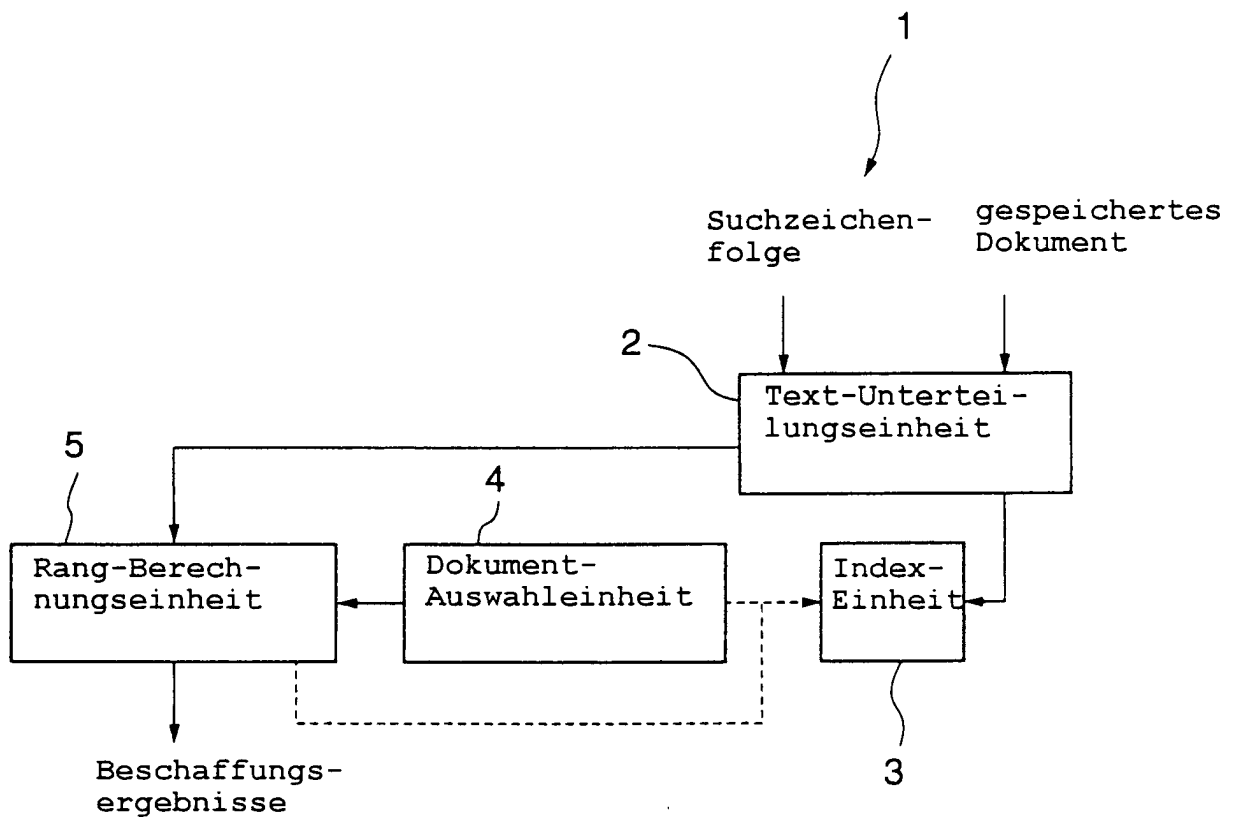 1
Suchzeichen-
folge
gespeichertes
Dokument
2
Text-Untertei-
lungseinheit
5
Rang-Berech-
nungseinheit
4
Dokument-
Auswahleinheit
Index-
Einheit
3
Beschaffungs-
ergebnisse